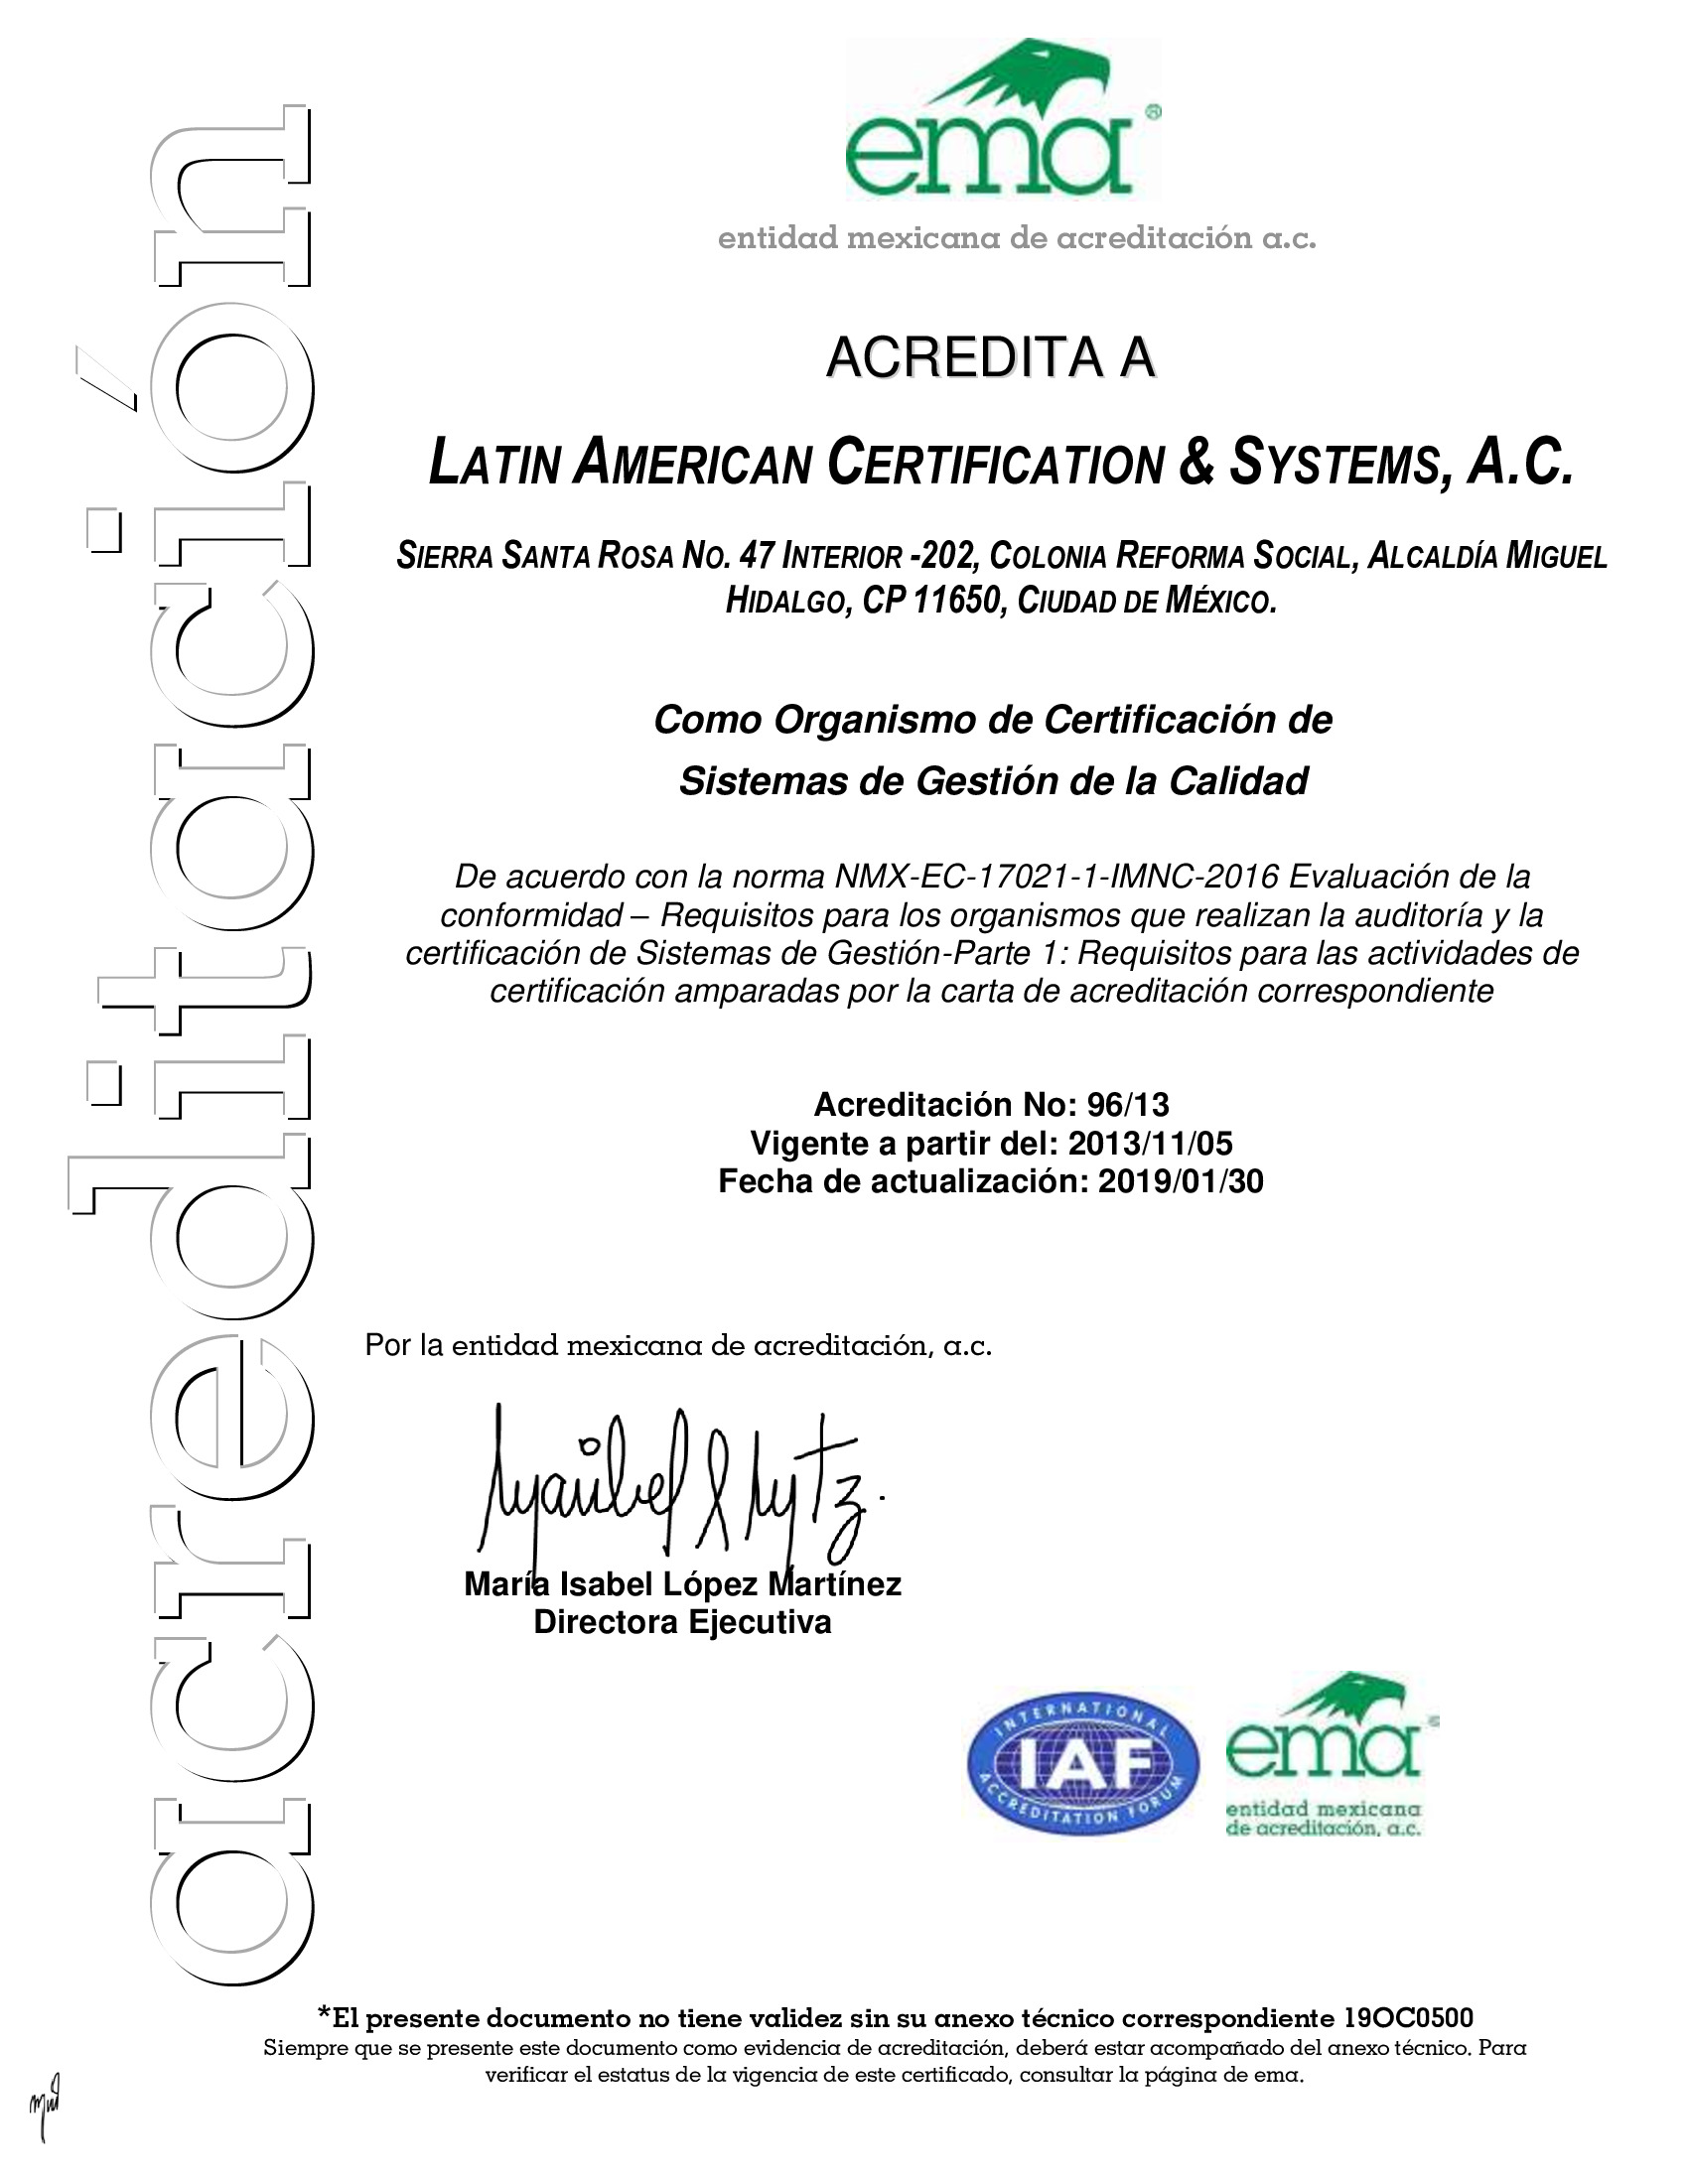 acreditación
ema®
entidad mexicana de acreditación a.c.
ACREDITA A
LATIN AMERICAN CERTIFICATION & SYSTEMS, A.C.
SIERRA SANTA ROSA NO. 47 INTERIOR -202, COLONIA REFORMA SOCIAL, ALCALDÍA MIGUEL
HIDALGO, CP 11650, CIUDAD DE MÉXICO.
Como Organismo de Certificación de
Sistemas de Gestión de la Calidad
De acuerdo con la norma NMX-EC-17021-1-IMNC-2016 Evaluación de la
conformidad – Requisitos para los organismos que realizan la auditoría y la
certificación de Sistemas de Gestión-Parte 1: Requisitos para las actividades de
certificación amparadas por la carta de acreditación correspondiente
Acreditación No: 96/13
Vigente a partir del: 2013/11/05
Fecha de actualización: 2019/01/30
Por la entidad mexicana de acreditación, a.c.
María Isabel López Martínez
Directora Ejecutiva
INTERNATIONAL
IAF
ACCREDITATION FORUM
ema®
entidad mexicana
de acreditación, a.c.
*El presente documento no tiene validez sin su anexo técnico correspondiente 19OC0500
Siempre que se presente este documento como evidencia de acreditación, deberá estar acompañado del anexo técnico. Para
verificar el estatus de la vigencia de este certificado, consultar la página de ema.